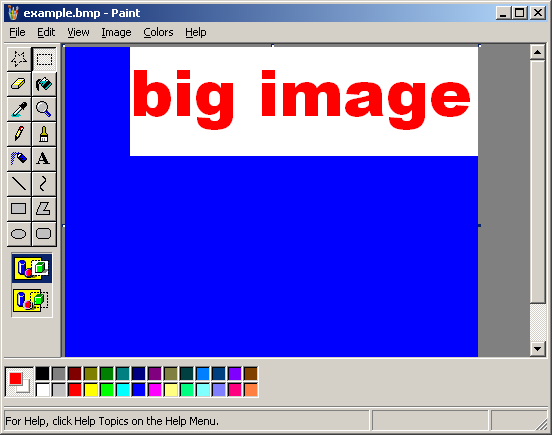 example.bmp - Paint
File Edit View Image Colors Help
big image
A
For Help, click Help Topics on the Help Menu.